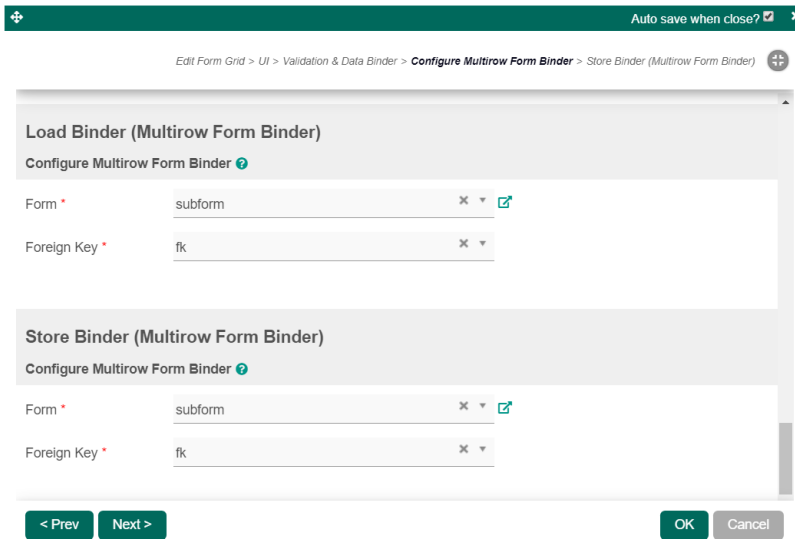 Auto save when close?
Edit Form Grid > UI > Validation & Data Binder > Configure Multirow Form Binder > Store Binder (Multirow Form Binder)
Load Binder (Multirow Form Binder)
Configure Multirow Form Binder ?
Form * subform
Foreign Key * fk
Store Binder (Multirow Form Binder)
Configure Multirow Form Binder ?
Form * subform
Foreign Key * fk
< Prev Next > OK Cancel